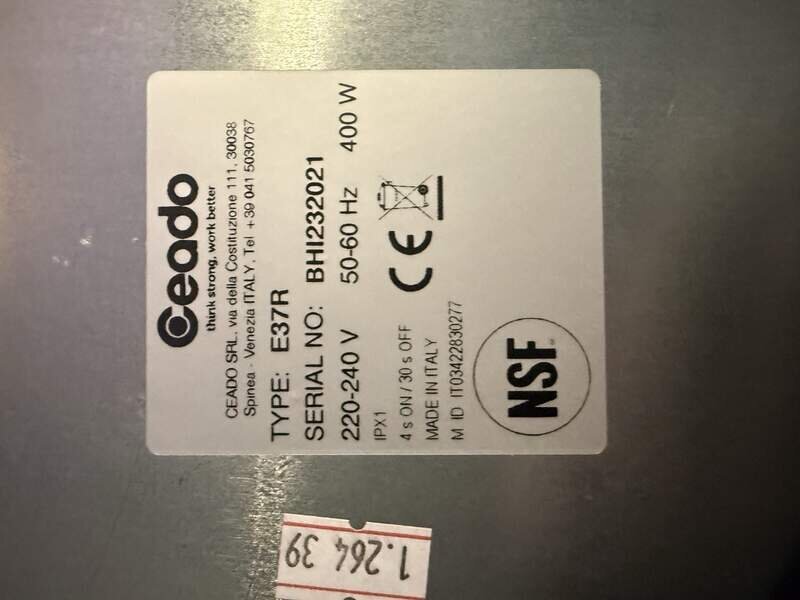 Ceado
think strong, work better
CEADO SRL. via della Costituzione 111, 30038
Spinea - Venezia ITALY, Tel +39 041 5030767
TYPE: E37R
SERIAL NO: BHI232021
220-240 V 50-60 Hz 400 W
IPX1
4 s ON / 30 s OFF
MADE IN ITALY
M ID IT03422830277
CE
NSF
1.264 39